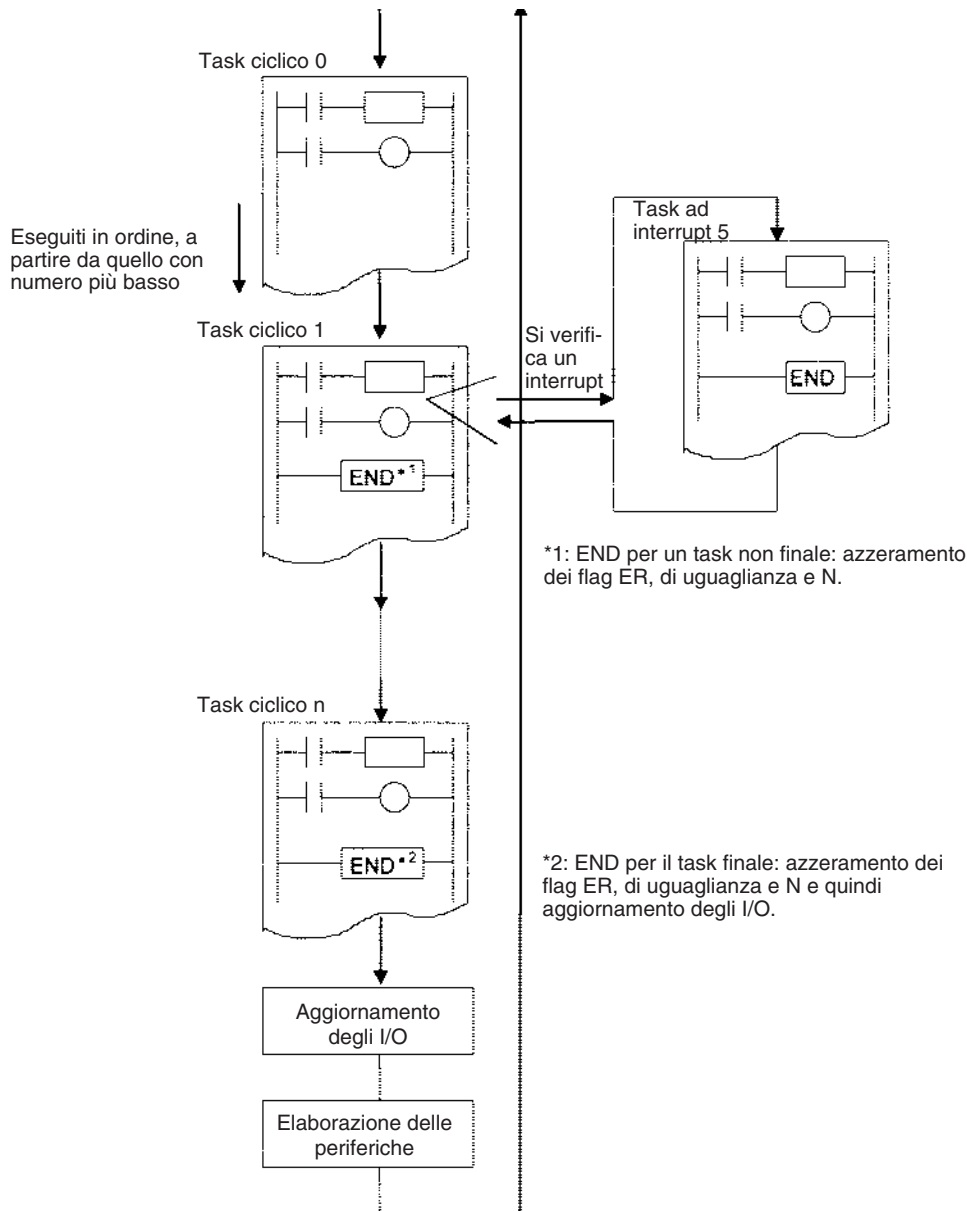 Task ciclico 0
Eseguiti in ordine, a
partire da quello con
numero più basso
Task ciclico 1
END*1
Si verifi-
ca un
interrupt
Task ad
interrupt 5
END
*1: END per un task non finale: azzeramento
dei flag ER, di uguaglianza e N.
Task ciclico n
END*2
*2: END per il task finale: azzeramento dei
flag ER, di uguaglianza e N e quindi
aggiornamento degli I/O.
Aggiornamento
degli I/O
Elaborazione delle
periferiche